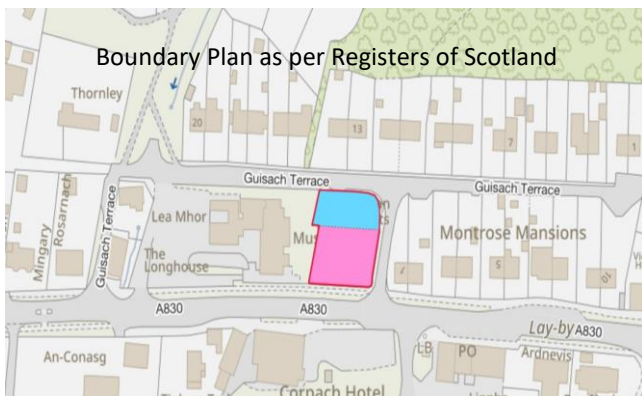 Boundary Plan as per Registers of Scotland
Thornley
20
13
7
1
Guisach Terrace
Guisach Terrace
Mingary
Rosarnach
Guisach Terrace
Lea Mhor
The
Longhouse
Montrose Mansions
7
5
10
A830
A830
Lay-by
A830
An-Conasg
LB
PO
Ardnevis
Corpach Hotel